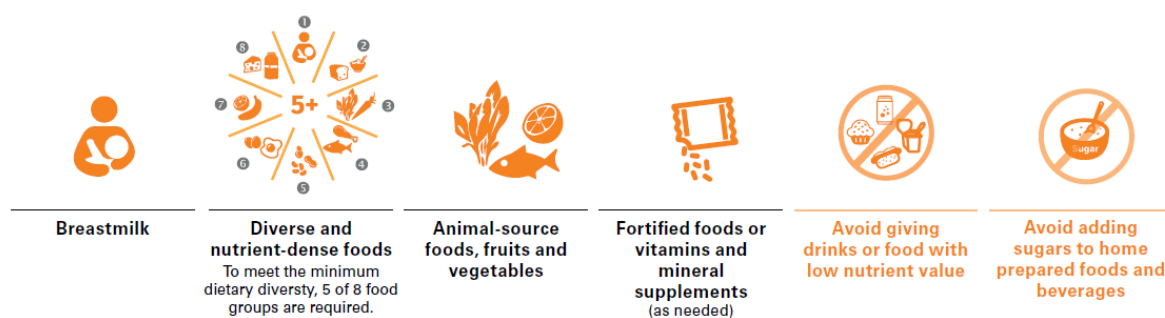 1
2
3
4
5
6
7
8
5+
Sugar
Breastmilk
Diverse and
nutrient-dense foods
To meet the minimum
dietary diversty, 5 of 8 food
groups are required.
Animal-source
foods, fruits and
vegetables
Fortified foods or
vitamins and
mineral
supplements
(as needed)
Avoid giving
drinks or food with
low nutrient value
Avoid adding
sugars to home
prepared foods and
beverages